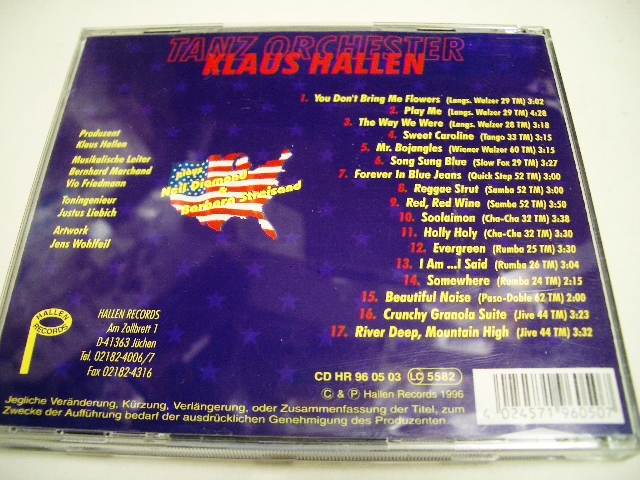 TANZ ORCHESTER
KLAUS HALLEN
1. You Don't Bring Me Flowers (Langs. Walzer 29 TM) 3:02
2. Play Me (Langs. Walzer 29 TM) 4:28
3. The Way We Were (Langs. Walzer 28 TM) 3:18
4. Sweet Caroline (Tango 33 TM) 3:15
5. Mr. Bojangles (Wiener Walzer 60 TM) 3:15
6. Song Sung Blue (Slow Fox 29 TM) 3:27
7. Forever In Blue Jeans (Quick Step 52 TM) 3:00
8. Reggae Strut (Samba 52 TM) 3:00
9. Red, Red Wine (Samba 52 TM) 3:50
10. Soolaimon (Cha-Cha 32 TM) 3:38
11. Holly Holy (Cha-Cha 32 TM) 3:30
12. Evergreen (Rumba 25 TM) 3:30
13. I Am ...I Said (Rumba 26 TM) 3:04
14. Somewhere (Rumba 24 TM) 2:15
15. Beautiful Noise (Paso-Doble 62 TM) 2:00
16. Crunchy Granola Suite (Jive 44 TM) 3:23
17. River Deep, Mountain High (Jive 44 TM) 3:32
Produzent
Klaus Hallen
Musikalische Leiter
Bernhard Marchand
Vio Friedmann
Toningenieur
Justus Liebich
Artwork
Jens Wohlfeil
plays
Neil Diamond
&
Barbara Streisand
HALLEN
RECORDS
HALLEN RECORDS
Am Zollbrett 1
D-41363 Jüchen
Tel. 02182-4006/7
Fax 02182-4316
CD HR 96 05 03 LC 5582
© & ℗ Hallen Records 1996
Jegliche Veränderung, Kürzung, Verlängerung, oder Zusammenfassung der Titel, zum
Zwecke der Aufführung bedarf der ausdrücklichen Genehmigung des Produzenten.
4 024571 960507